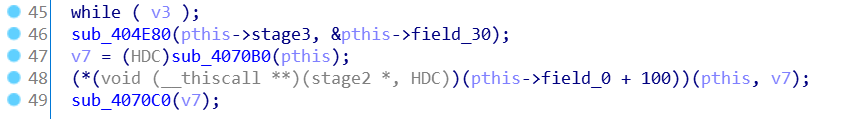 45 while ( v3 );
46 sub_404E80(pthis->stage3, &pthis->field_30);
47 v7 = (HDC)sub_4070B0(pthis);
48 (*(void (__thiscall **)(stage2 *, HDC))(pthis->field_0 + 100))(pthis, v7);
49 sub_4070C0(v7);